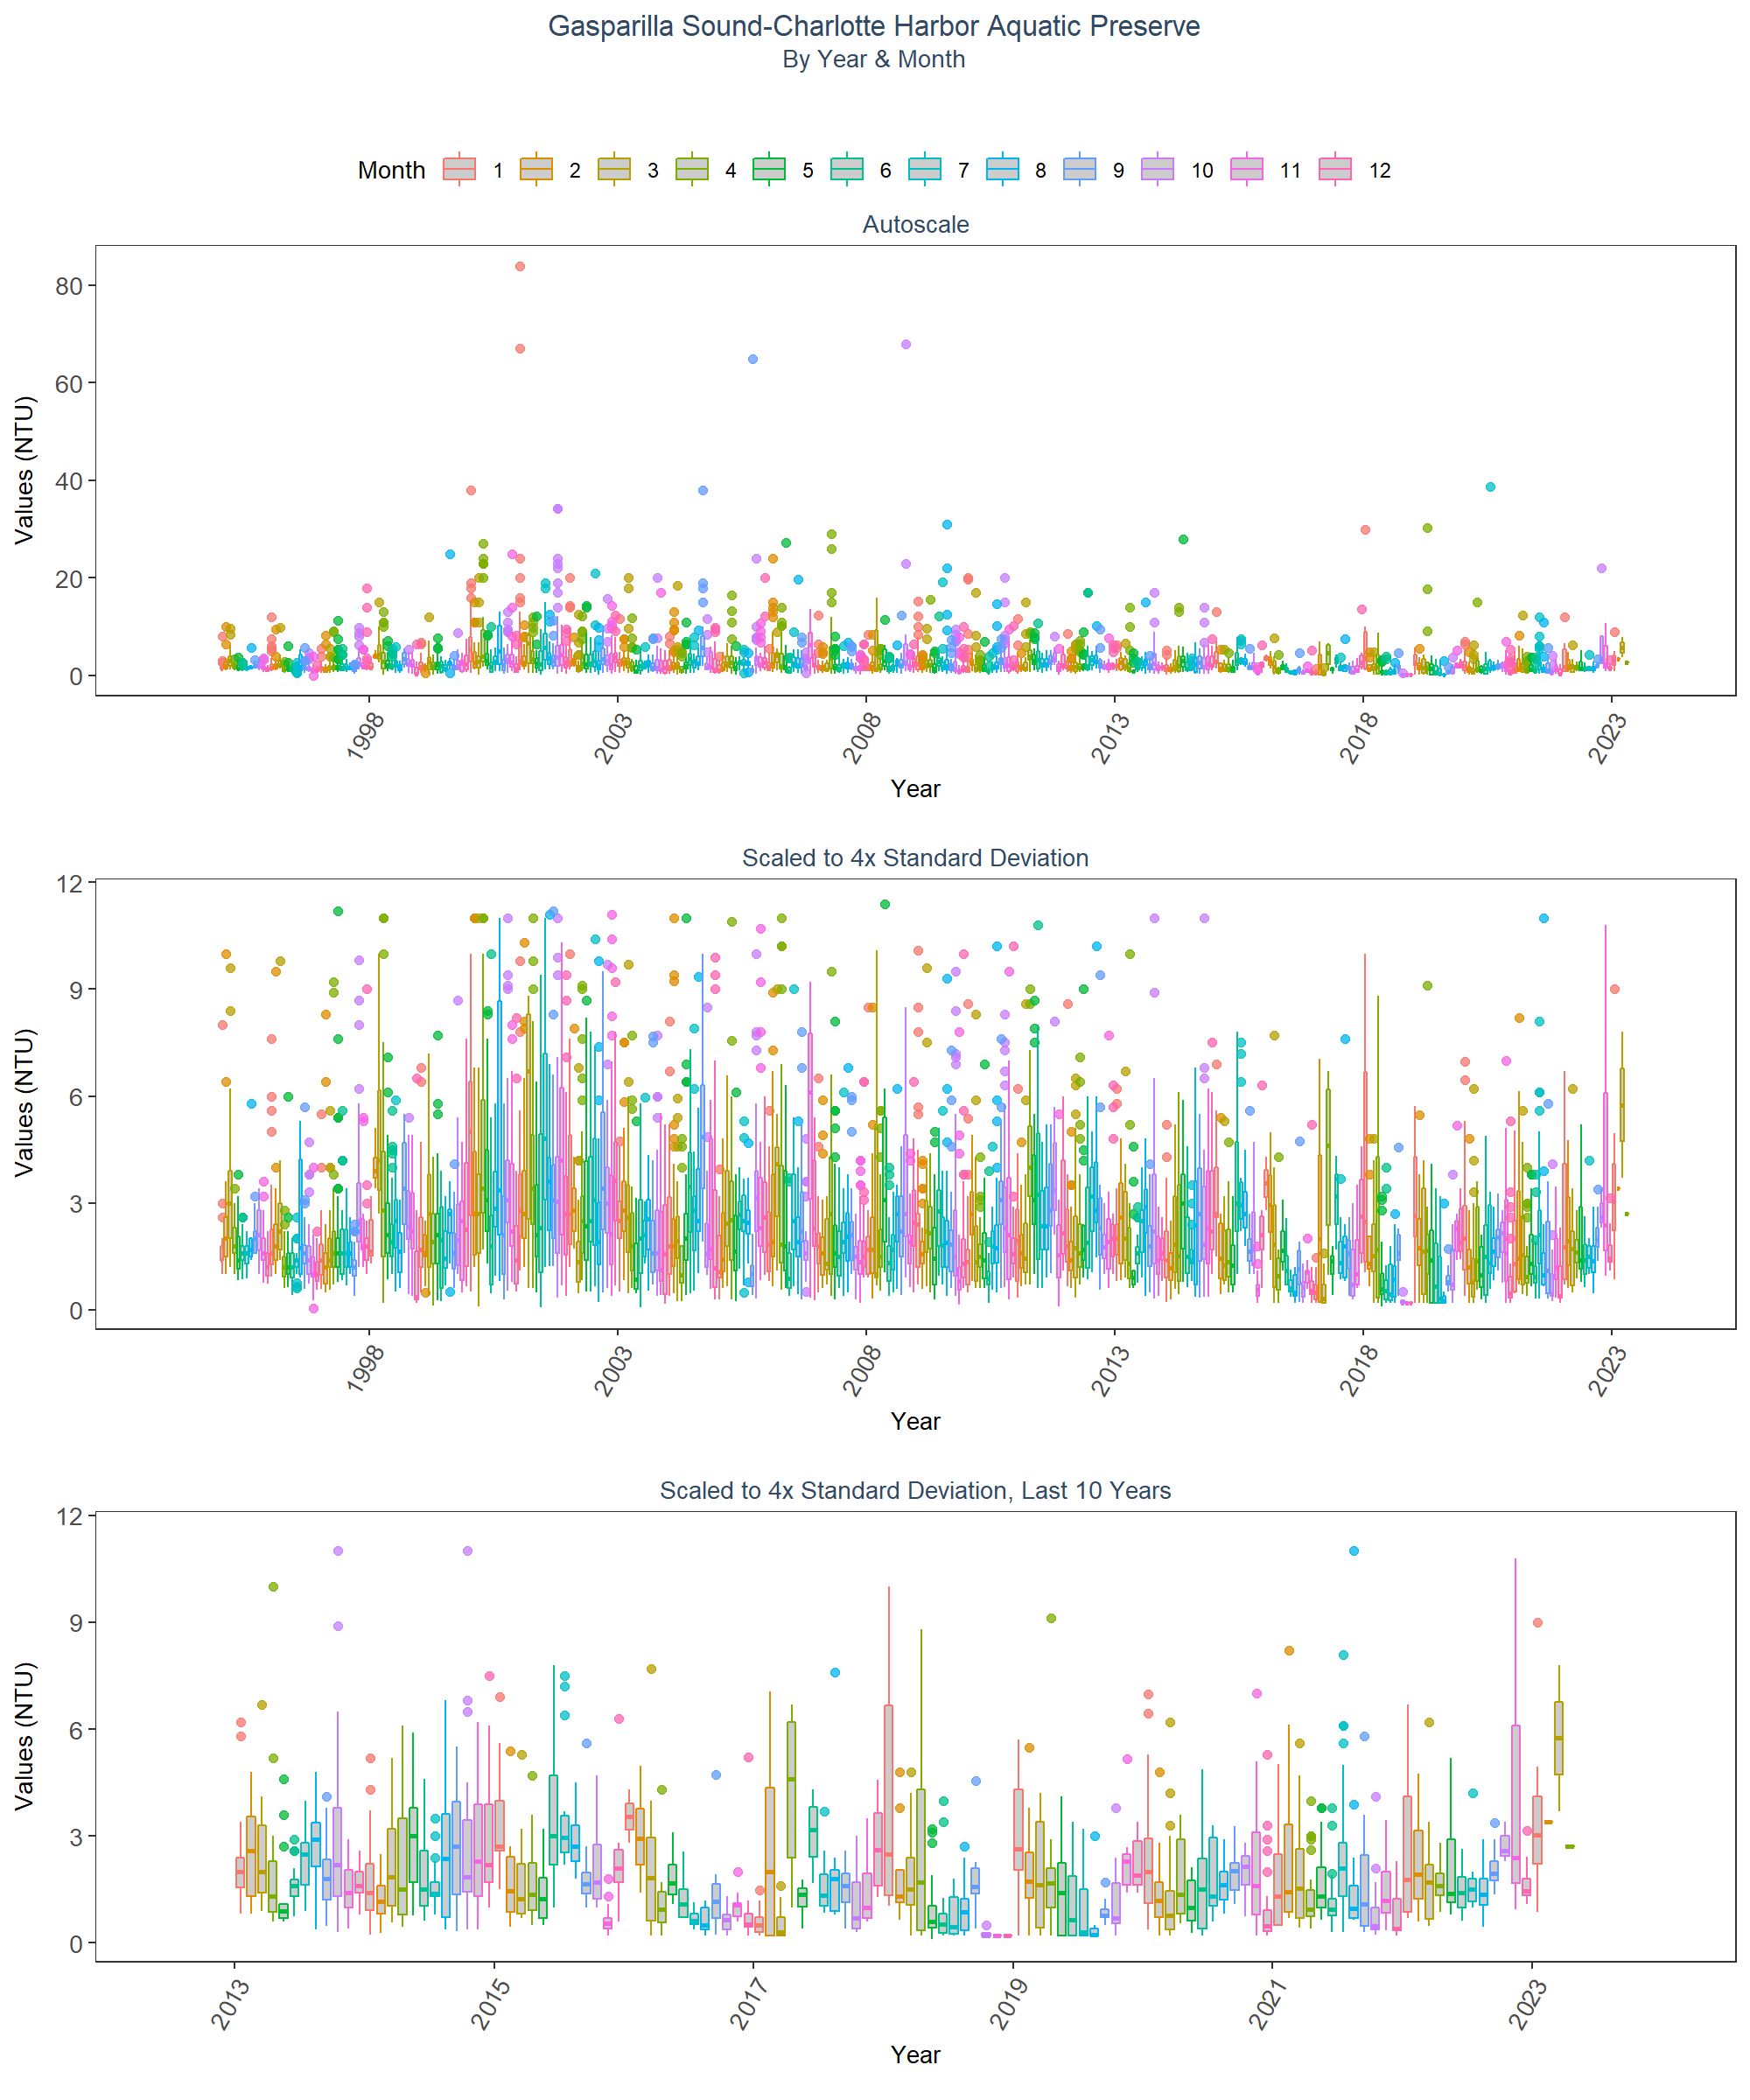 Gasparilla Sound-Charlotte Harbor Aquatic Preserve
By Year & Month
Month 1 2 3 4 5 6 7 8 9 10 11 12
Autoscale
Values (NTU)
80
60
40
20
0
1998 2003 2008 2013 2018 2023
Year
Scaled to 4x Standard Deviation
Values (NTU)
12
9
6
3
0
1998 2003 2008 2013 2018 2023
Year
Scaled to 4x Standard Deviation, Last 10 Years
Values (NTU)
12
9
6
3
0
2013 2015 2017 2019 2021 2023
Year